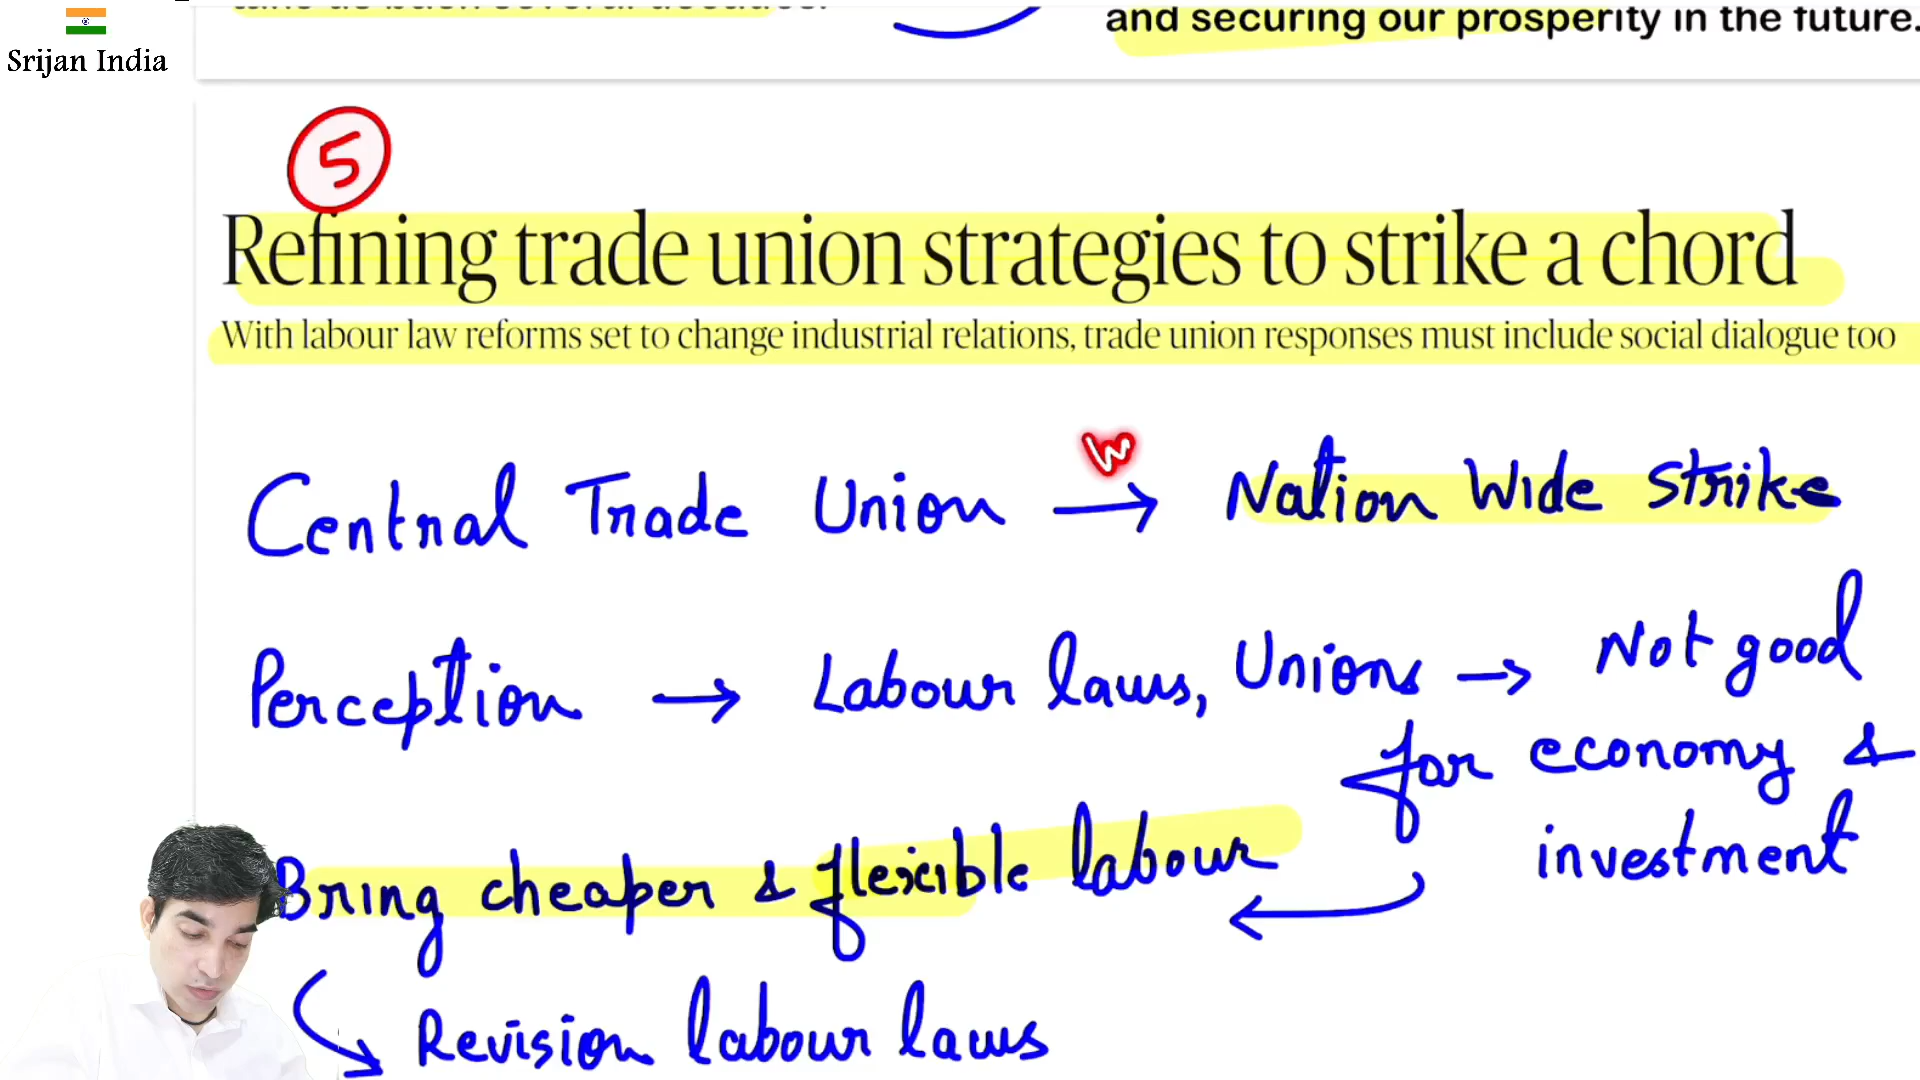 Srijan India
and securing our prosperity in the future.
5
Refining trade union strategies to strike a chord
With labour law reforms set to change industrial relations, trade union responses must include social dialogue too
Central Trade Union → Nation Wide Strike
Perception → Labour laws, Unions → Not good
for economy &
investment
Bring cheaper & flexible labour
Revision labour laws